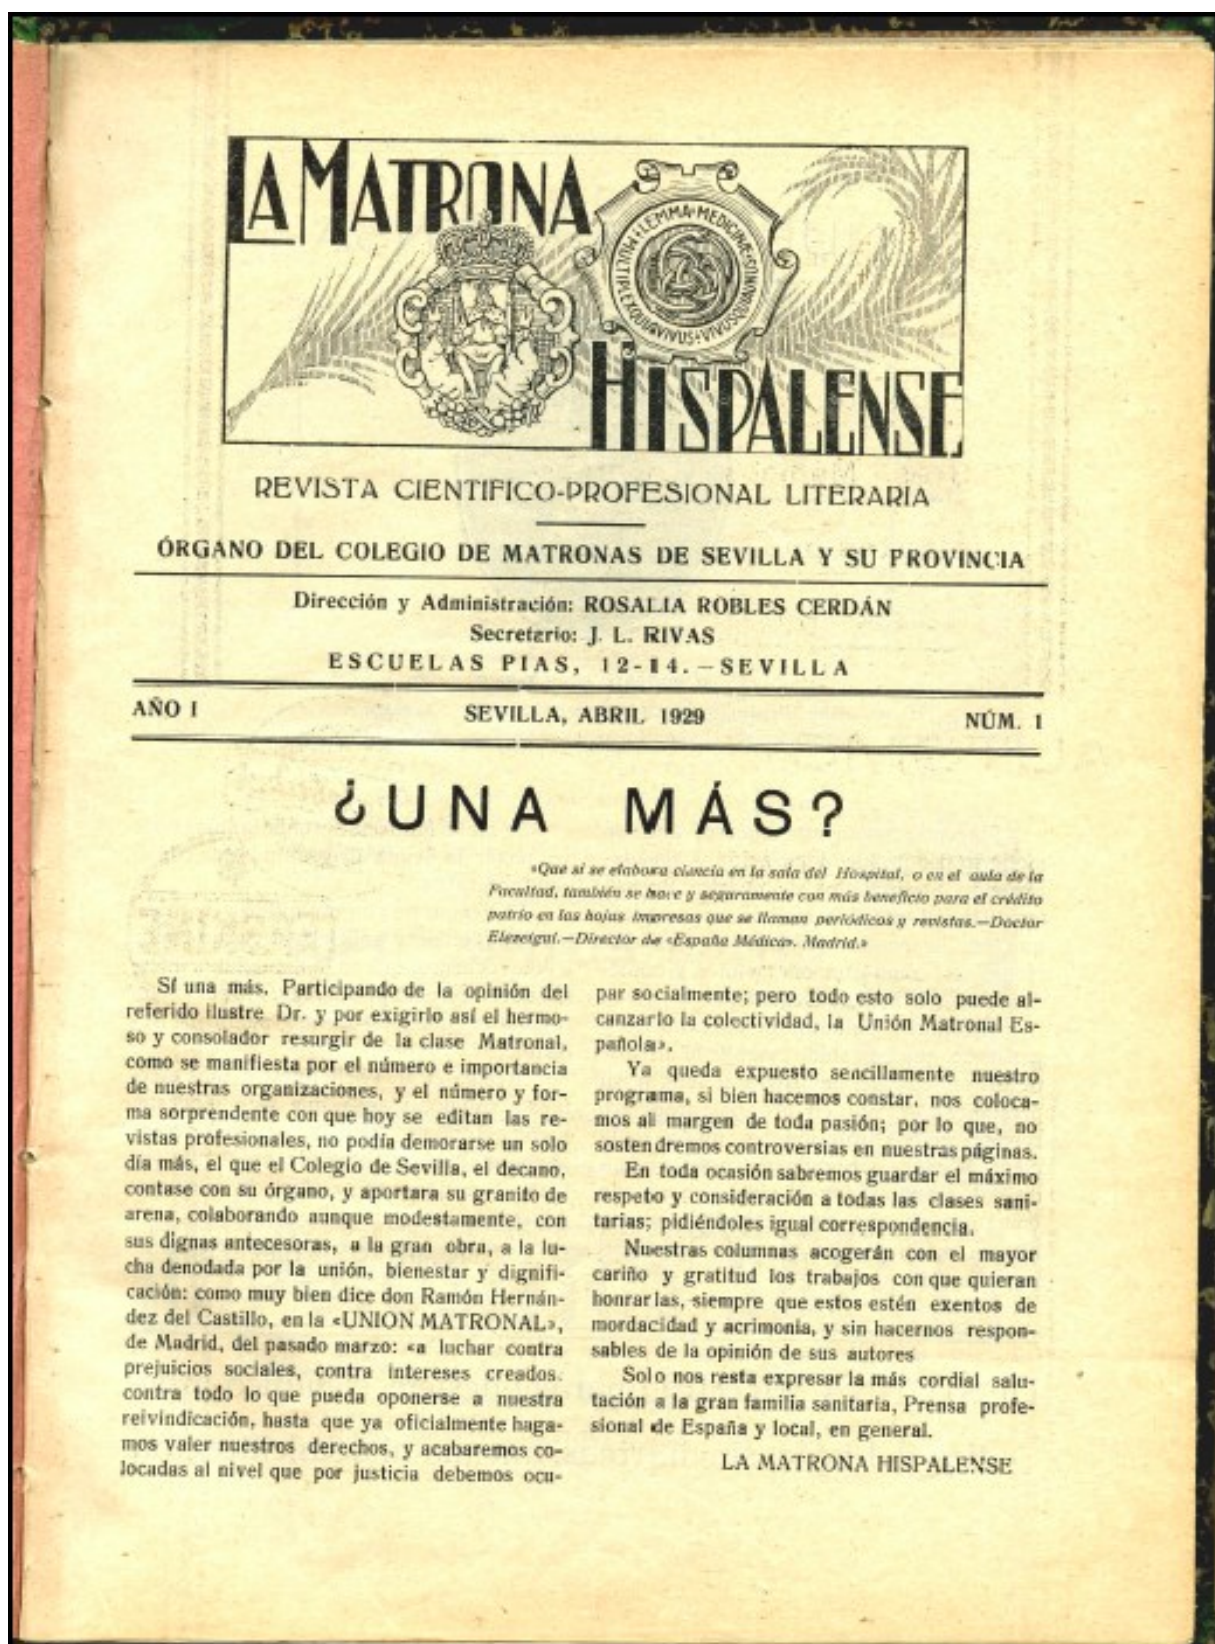 LA MATRONA
HISPALENSE
LEMMA MEDICINÆ
REVISTA CIENTIFICO-PROFESIONAL LITERARIA
ÓRGANO DEL COLEGIO DE MATRONAS DE SEVILLA Y SU PROVINCIA
Dirección y Administración: ROSALIA ROBLES CERDÁN
Secretario: J. L. RIVAS
ESCUELAS PIAS, 12-14.—SEVILLA
AÑO I SEVILLA, ABRIL 1929 NÚM. 1
¿UNA MÁS?
«Que si se elabora ciencia en la sala del Hospital, o en el aula de la
Facultad, también se hace y seguramente con más beneficio para el crédito
patrio en las hojas impresas que se llaman periódicos y revistas.—Doctor
—Director de «España Médica». Madrid.»
Sí una más. Participando de la opinión del
referido ilustre Dr. y por exigirlo así el hermo-
so y consolador resurgir de la clase Matronal,
como se manifiesta por el número e importancia
de nuestras organizaciones, y el número y for-
ma sorprendente con que hoy se editan las re-
vistas profesionales, no podía demorarse un solo
día más, el que el Colegio de Sevilla, el decano,
contase con su órgano, y aportara su granito de
arena, colaborando aunque modestamente, con
sus dignas antecesoras, a la gran obra, a la lu-
cha denodada por la unión, bienestar y dignifi-
cación: como muy bien dice don Ramón Hernán-
dez del Castillo, en la «UNION MATRONAL»,
de Madrid, del pasado marzo: «a luchar contra
prejuicios sociales, contra intereses creados.
contra todo lo que pueda oponerse a nuestra
reivindicación, hasta que ya oficialmente haga-
mos valer nuestros derechos, y acabaremos co-
locadas al nivel que por justicia debemos ocu-
par socialmente; pero todo esto solo puede al-
canzarlo la colectividad, la Unión Matronal Es-
pañola».
Ya queda expuesto sencillamente nuestro
programa, si bien hacemos constar, nos coloca-
mos al margen de toda pasión; por lo que, no
sostendremos controversias en nuestras páginas.
En toda ocasión sabremos guardar el máximo
respeto y consideración a todas las clases sani-
tarias; pidiéndoles igual correspondencia.
Nuestras columnas acogerán con el mayor
cariño y gratitud los trabajos con que quieran
honrarlas, siempre que estos estén exentos de
mordacidad y acrimonia, y sin hacernos respon-
sables de la opinión de sus autores
Solo nos resta expresar la más cordial salu-
tación a la gran familia sanitaria, Prensa profe-
sional de España y local, en general.
LA MATRONA HISPALENSE